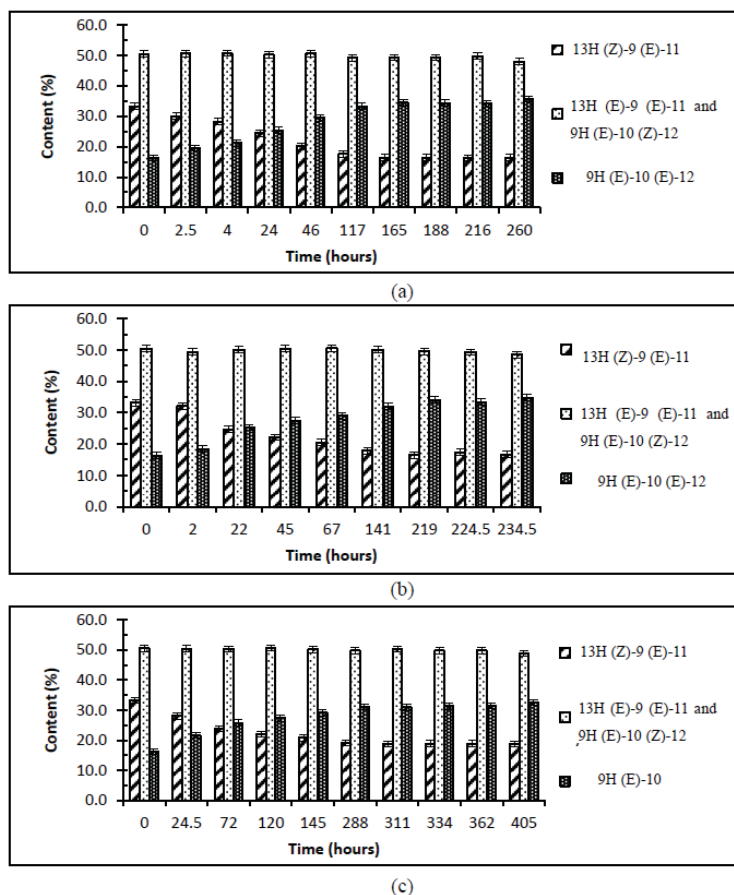 60.0
50.0
40.0
30.0
20.0
10.0
0.0
Content (%)
0 2.5 4 24 46 117 165 188 216 260
Time (hours)
13H (Z)-9 (E)-11
13H (E)-9 (E)-11 and
9H (E)-10 (Z)-12
9H (E)-10 (E)-12
(a)
60.0
50.0
40.0
30.0
20.0
10.0
0.0
Content (%)
0 2 22 45 67 141 219 224.5 234.5
Time (hours)
13H (Z)-9 (E)-11
13H (E)-9 (E)-11 and
9H (E)-10 (Z)-12
9H (E)-10 (E)-12
(b)
60.0
50.0
40.0
30.0
20.0
10.0
0.0
Content (%)
0 24.5 72 120 145 288 311 334 362 405
Time (hours)
13H (Z)-9 (E)-11
13H (E)-9 (E)-11 and
9H (E)-10 (Z)-12
9H (E)-10
(c)